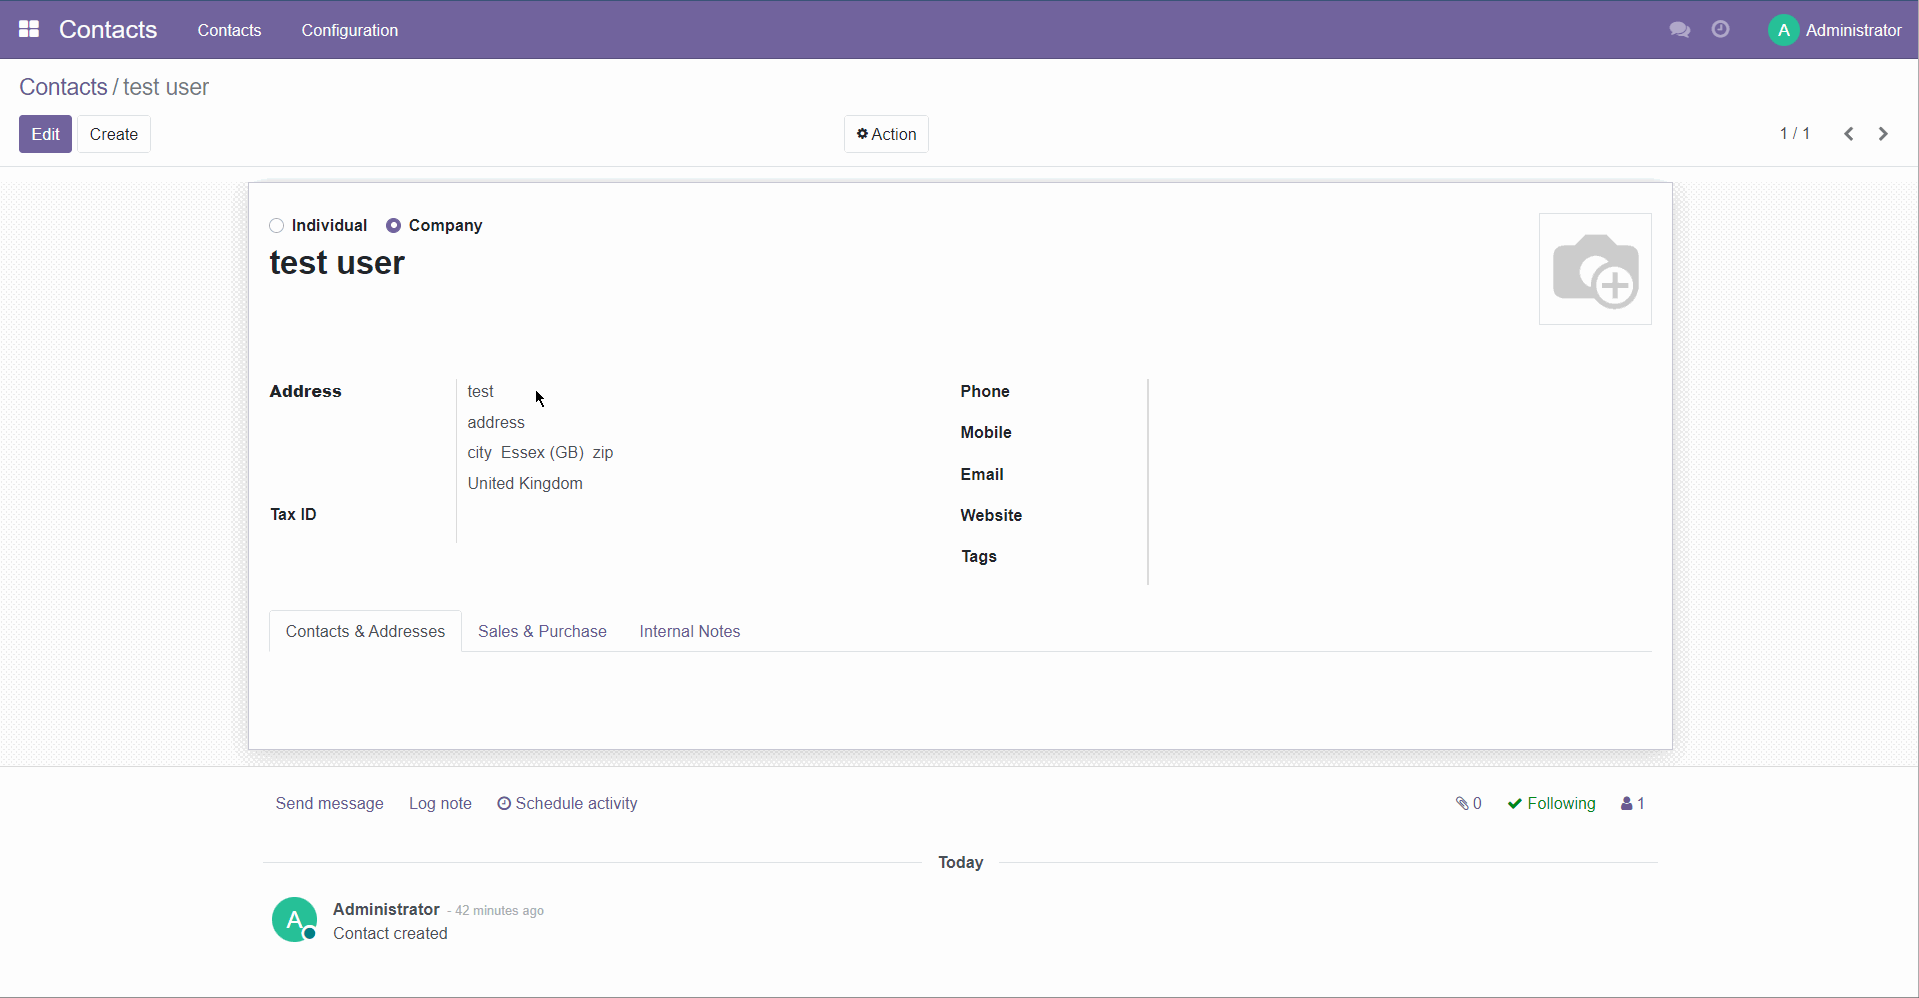 Contacts Contacts Configuration A Administrator
Contacts / test user
Edit Create Action 1 / 1
Individual Company
test user
Address test
address
city Essex (GB) zip
United Kingdom
Tax ID
Phone
Mobile
Email
Website
Tags
Contacts & Addresses Sales & Purchase Internal Notes
Send message Log note Schedule activity 0 Following 1
Today
A Administrator - 42 minutes ago
Contact created